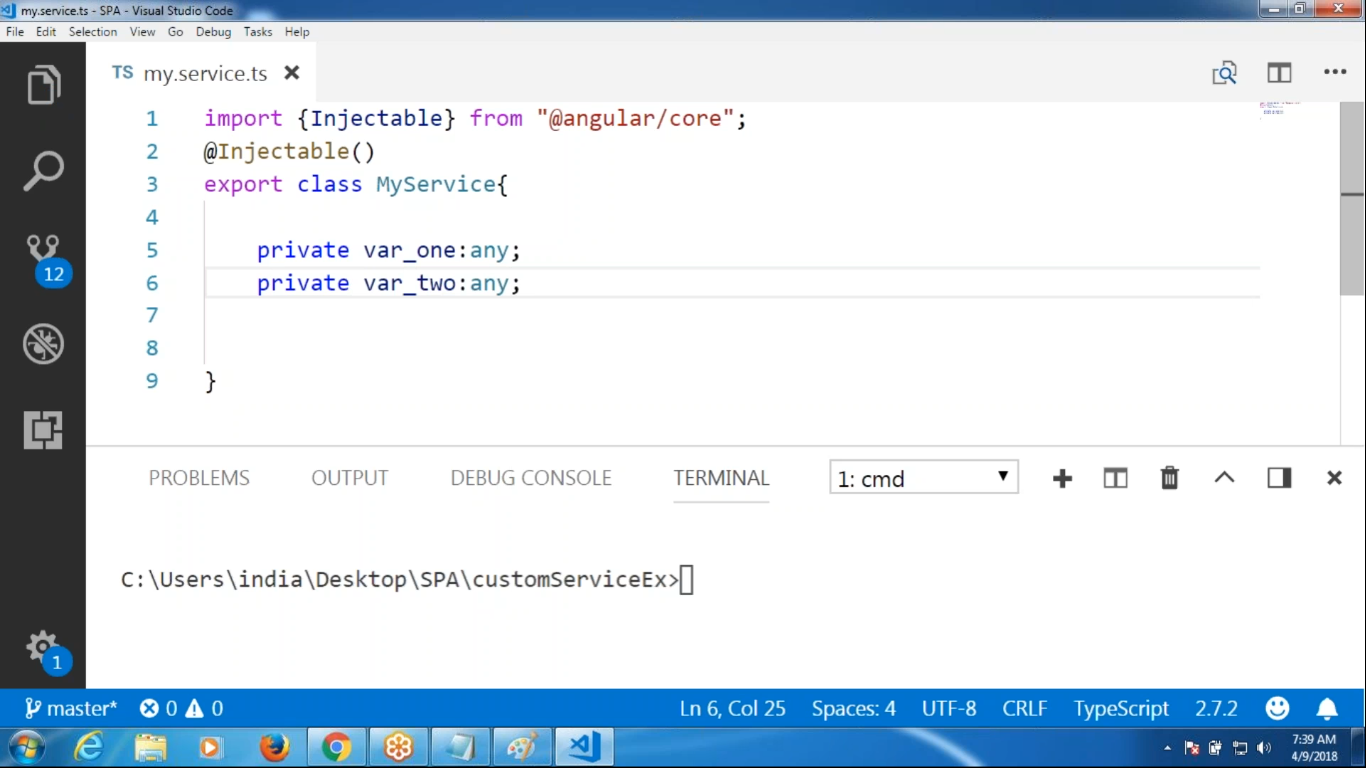 my.service.ts - SPA - Visual Studio Code
File Edit Selection View Go Debug Tasks Help
TS my.service.ts
1 import {Injectable} from "@angular/core";
2 @Injectable()
3 export class MyService{
4
5 private var_one:any;
6 private var_two:any;
7
8
9 }
12
PROBLEMS OUTPUT DEBUG CONSOLE TERMINAL 1: cmd
C:\Users\india\Desktop\SPA\customServiceEx>
1
master* 0 0 Ln 6, Col 25 Spaces: 4 UTF-8 CRLF TypeScript 2.7.2
7:39 AM
4/9/2018